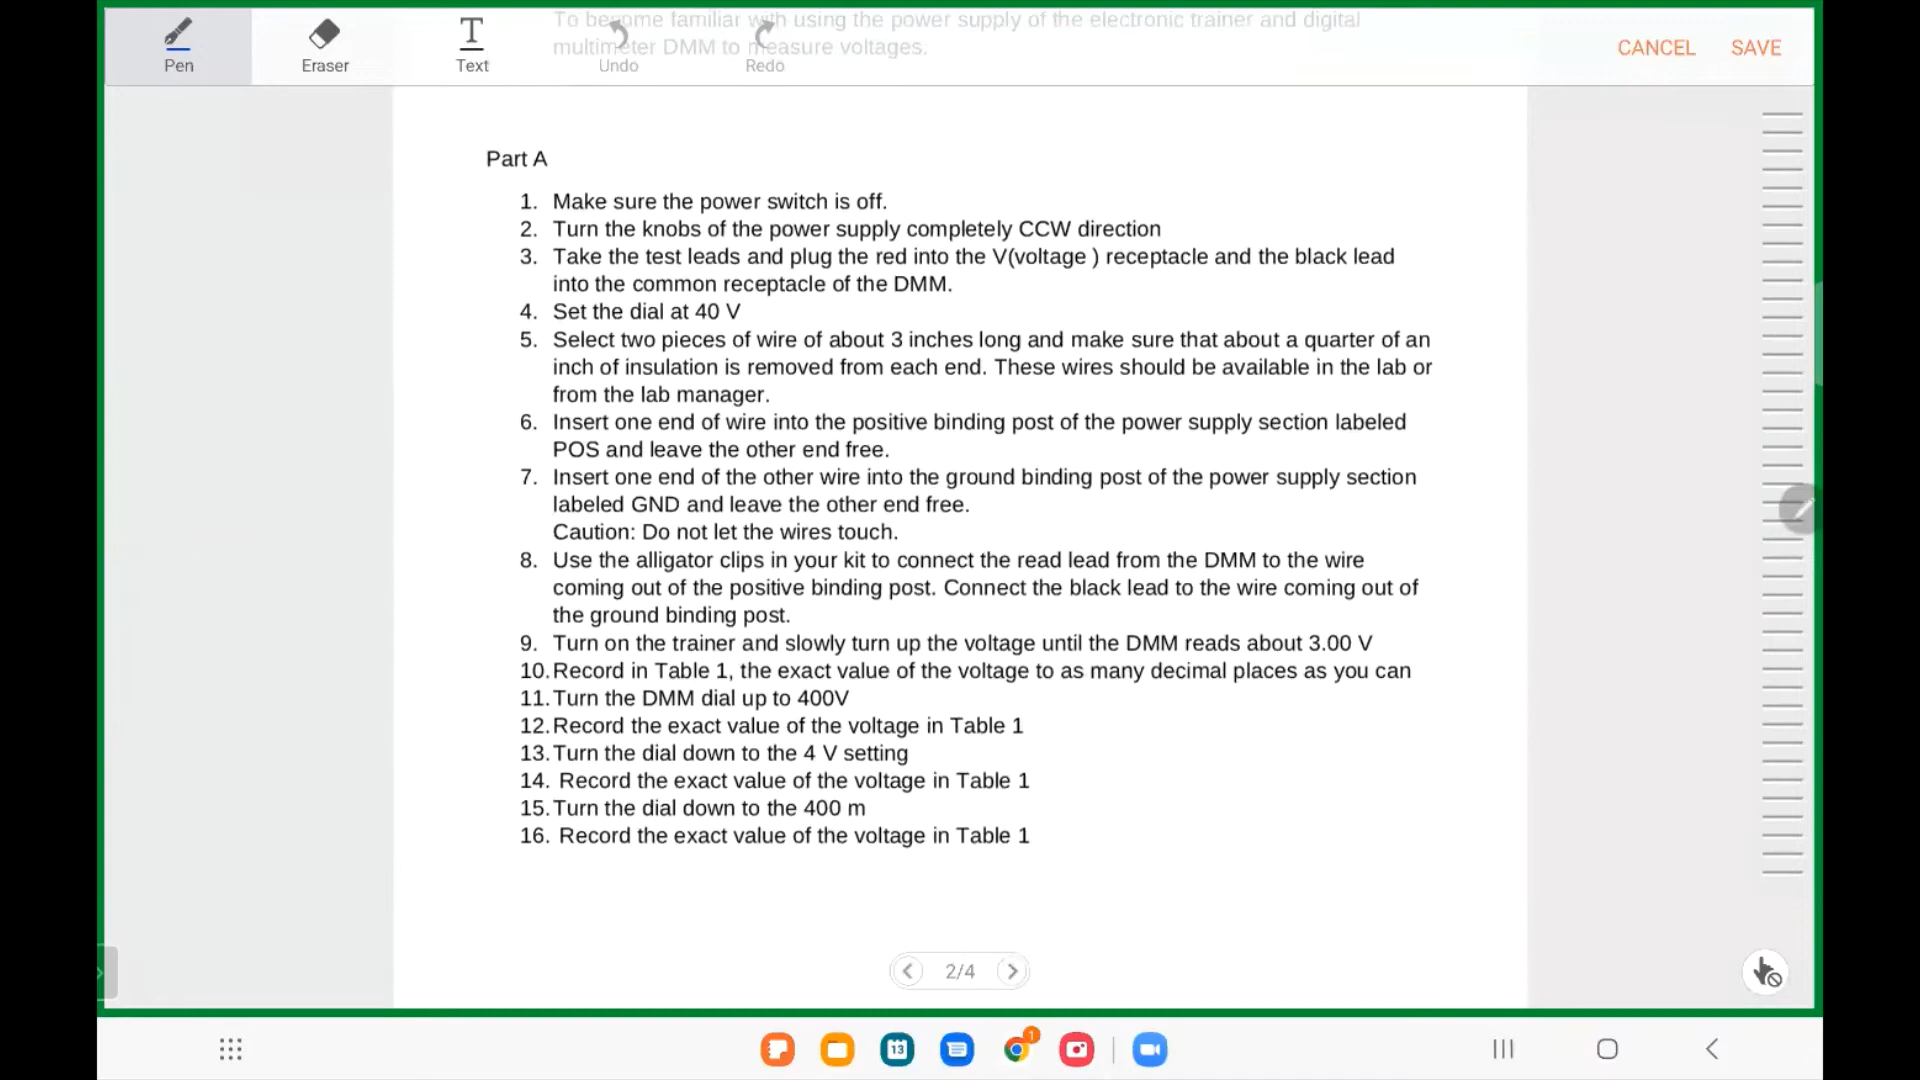 To become familiar with using the power supply of the electronic trainer and digital
multimeter DMM to measure voltages.
Pen
Eraser
T
Text
Undo
Redo
CANCEL
SAVE
Part A
1. Make sure the power switch is off.
2. Turn the knobs of the power supply completely CCW direction
3. Take the test leads and plug the red into the V(voltage ) receptacle and the black lead
into the common receptacle of the DMM.
4. Set the dial at 40 V
5. Select two pieces of wire of about 3 inches long and make sure that about a quarter of an
inch of insulation is removed from each end. These wires should be available in the lab or
from the lab manager.
6. Insert one end of wire into the positive binding post of the power supply section labeled
POS and leave the other end free.
7. Insert one end of the other wire into the ground binding post of the power supply section
labeled GND and leave the other end free.
Caution: Do not let the wires touch.
8. Use the alligator clips in your kit to connect the read lead from the DMM to the wire
coming out of the positive binding post. Connect the black lead to the wire coming out of
the ground binding post.
9. Turn on the trainer and slowly turn up the voltage until the DMM reads about 3.00 V
10. Record in Table 1, the exact value of the voltage to as many decimal places as you can
11. Turn the DMM dial up to 400V
12. Record the exact value of the voltage in Table 1
13. Turn the dial down to the 4 V setting
14. Record the exact value of the voltage in Table 1
15. Turn the dial down to the 400 m
16. Record the exact value of the voltage in Table 1
2/4
13
1